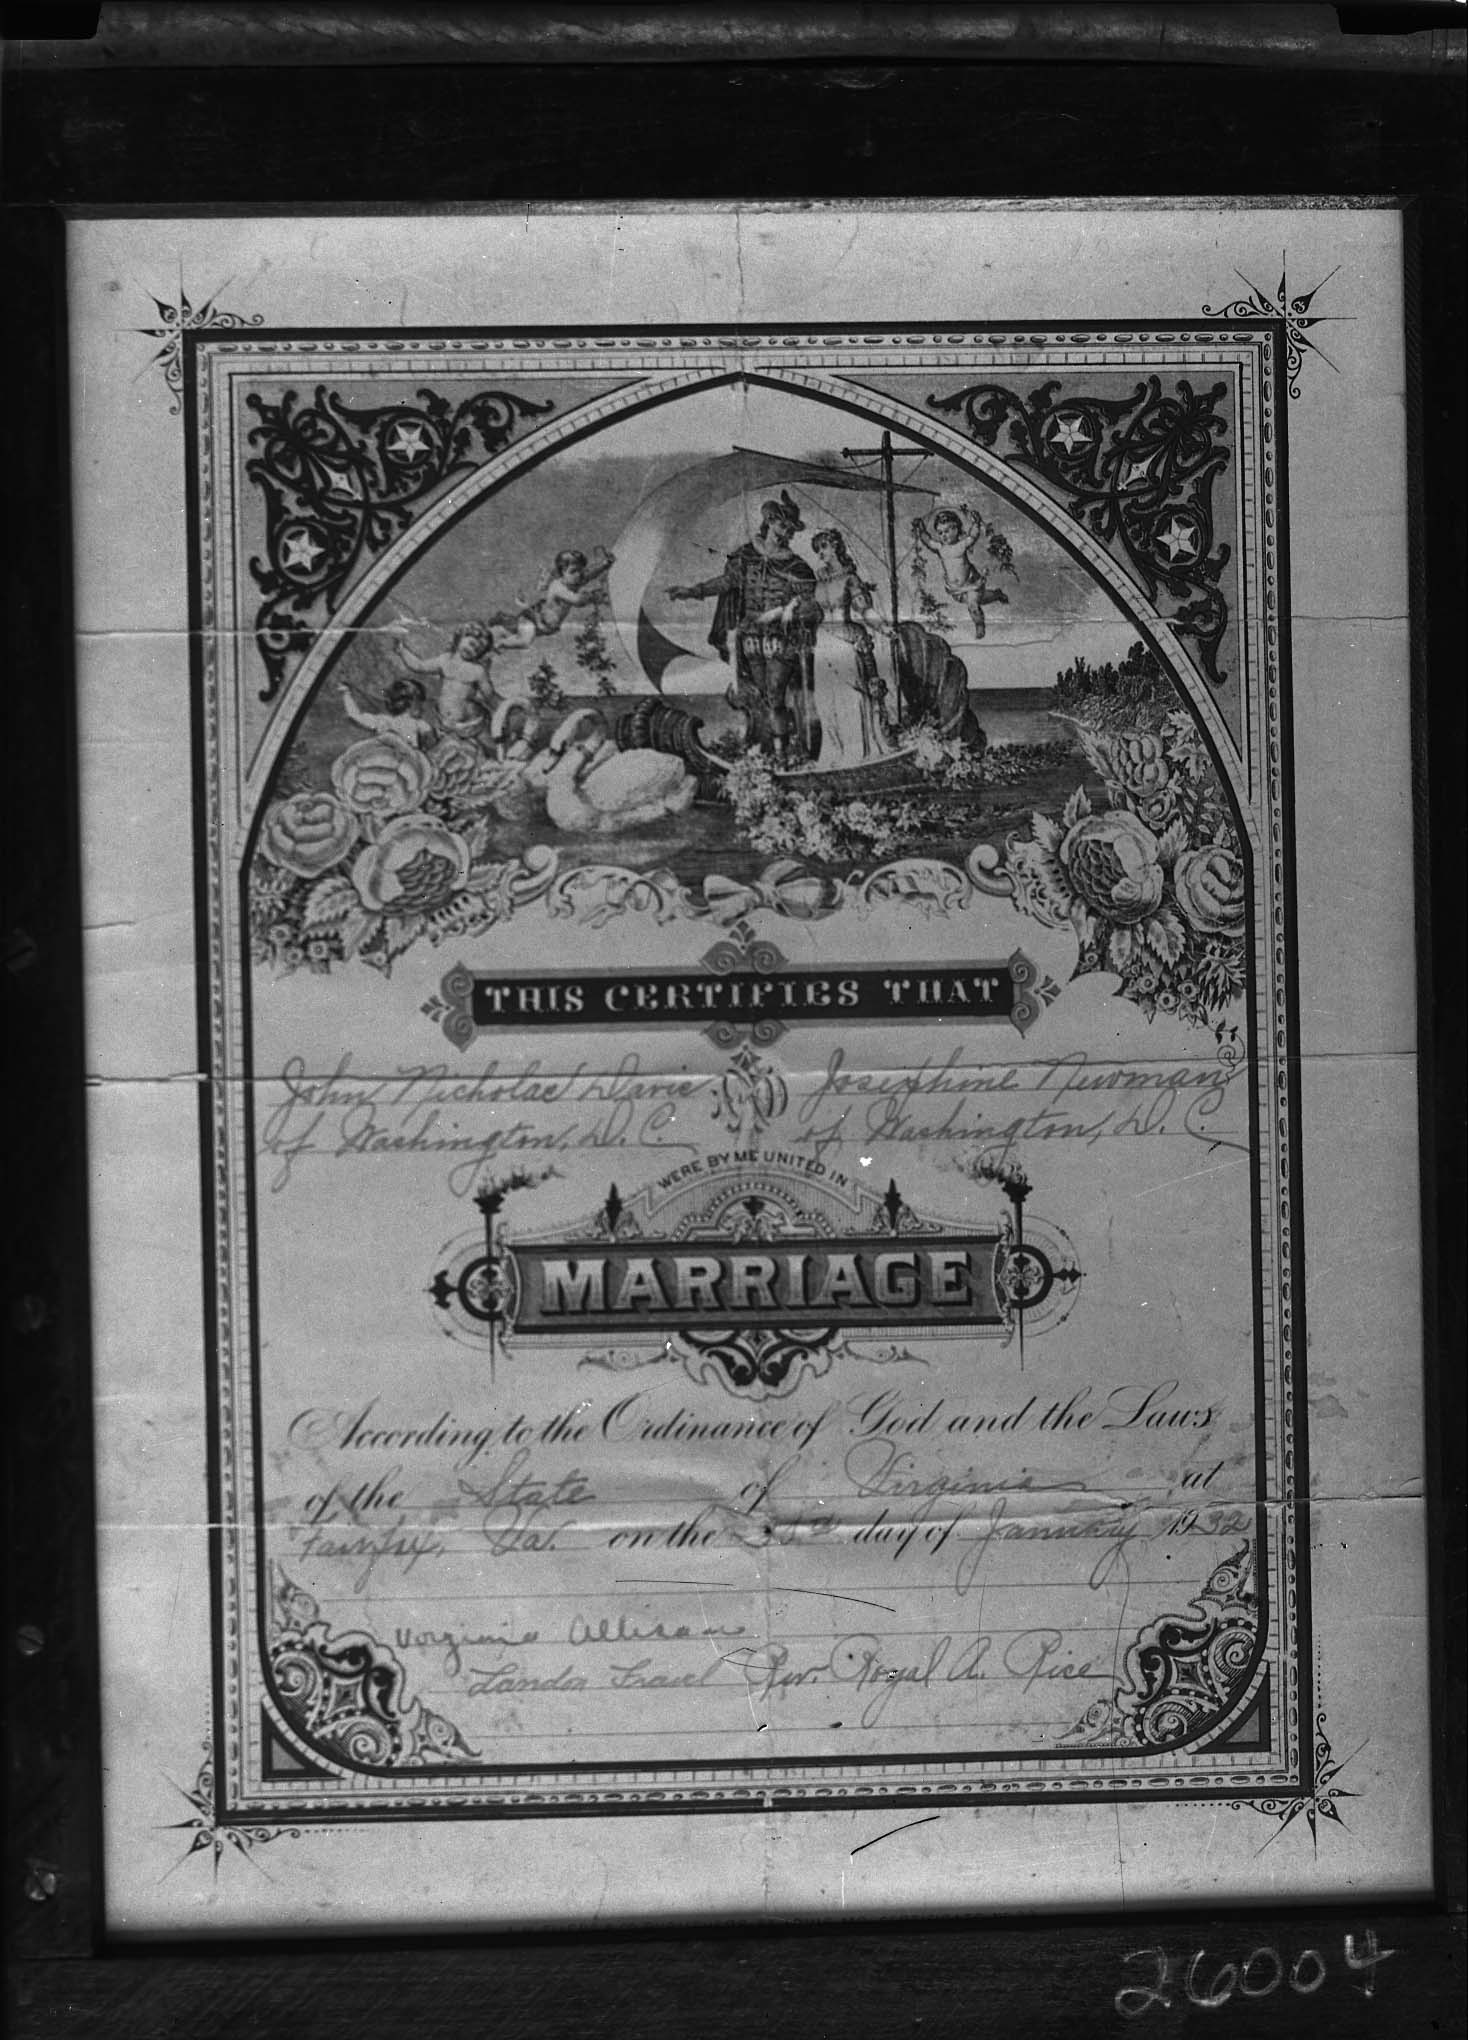 THIS CERTIFIES THAT
John Nicholas Davis and Josephine Newman
of Washington, D. C. of Washington, D. C.
WERE BY ME UNITED IN
MARRIAGE
According to the Ordinance of God and the Laws
of the State of Virginia at
Fairfax, Va. on the day of January 1932
Virginia Allison
Landon Rev. Royal A. Rice
26004